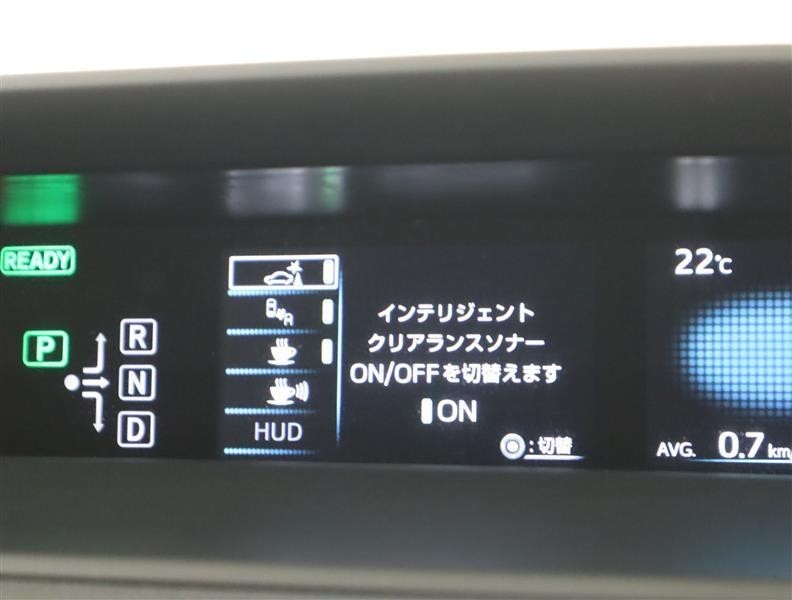 READY
P
R
N
D
A
HUD
インテリジェント
クリアランスソナー
ON/OFFを切替えます
ON
:切替
22℃
AVG. 0.7 km/